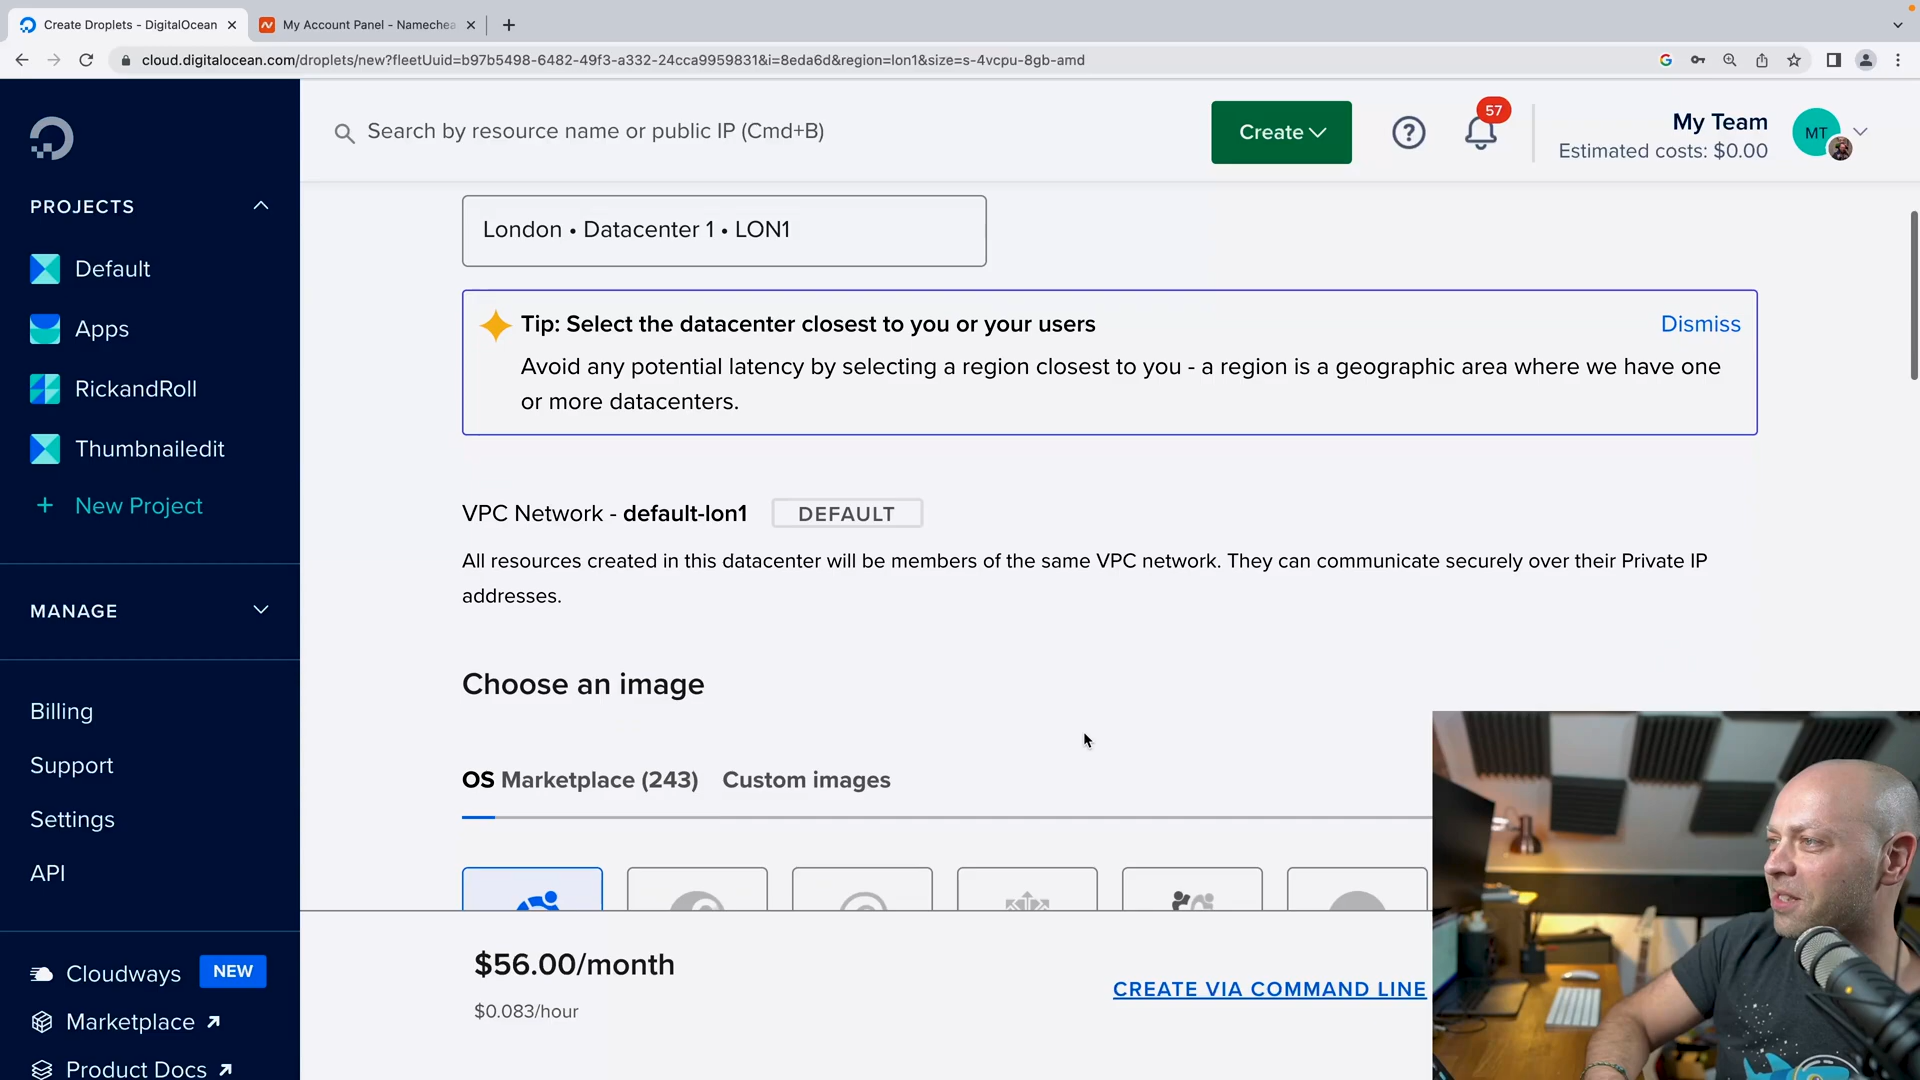 Create Droplets - DigitalOcean
My Account Panel - Namechea
cloud.digitalocean.com/droplets/new?fleetUuid=b97b5498-6482-49f3-a332-24cca9959831&i=8eda6d&region=lon1&size=s-4vcpu-8gb-amd
Search by resource name or public IP (Cmd+B)
Create
57
My Team
Estimated costs: $0.00
MT
PROJECTS
Default
Apps
RickandRoll
Thumbnailedit
+ New Project
MANAGE
Billing
Support
Settings
API
Cloudways NEW
Marketplace
Product Docs
London • Datacenter 1 • LON1
Tip: Select the datacenter closest to you or your users
Dismiss
Avoid any potential latency by selecting a region closest to you - a region is a geographic area where we have one
or more datacenters.
VPC Network - default-lon1 DEFAULT
All resources created in this datacenter will be members of the same VPC network. They can communicate securely over their Private IP
addresses.
Choose an image
OS Marketplace (243) Custom images
$56.00/month
$0.083/hour
CREATE VIA COMMAND LINE